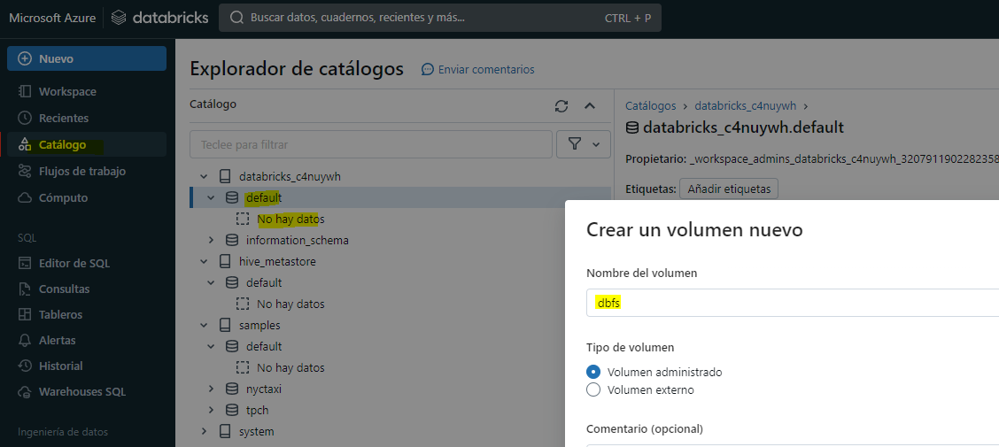 Microsoft Azure databricks Buscar datos, cuadernos, recientes y más... CTRL + P
Nuevo
Workspace
Recientes
Catálogo
Flujos de trabajo
Cómputo
SQL
Editor de SQL
Consultas
Tableros
Alertas
Historial
Warehouses SQL
Ingeniería de datos
Explorador de catálogos Enviar comentarios
Catálogo
Teclee para filtrar
databricks_c4nuywh
default
No hay datos
information_schema
hive_metastore
default
No hay datos
samples
default
No hay datos
nyctaxi
tpch
system
Catálogos > databricks_c4nuywh >
databricks_c4nuywh.default
Propietario: _workspace_admins_databricks_c4nuywh_3207911902282358
Etiquetas: Añadir etiquetas
Crear un volumen nuevo
Nombre del volumen
dbfs
Tipo de volumen
Volumen administrado
Volumen externo
Comentario (opcional)